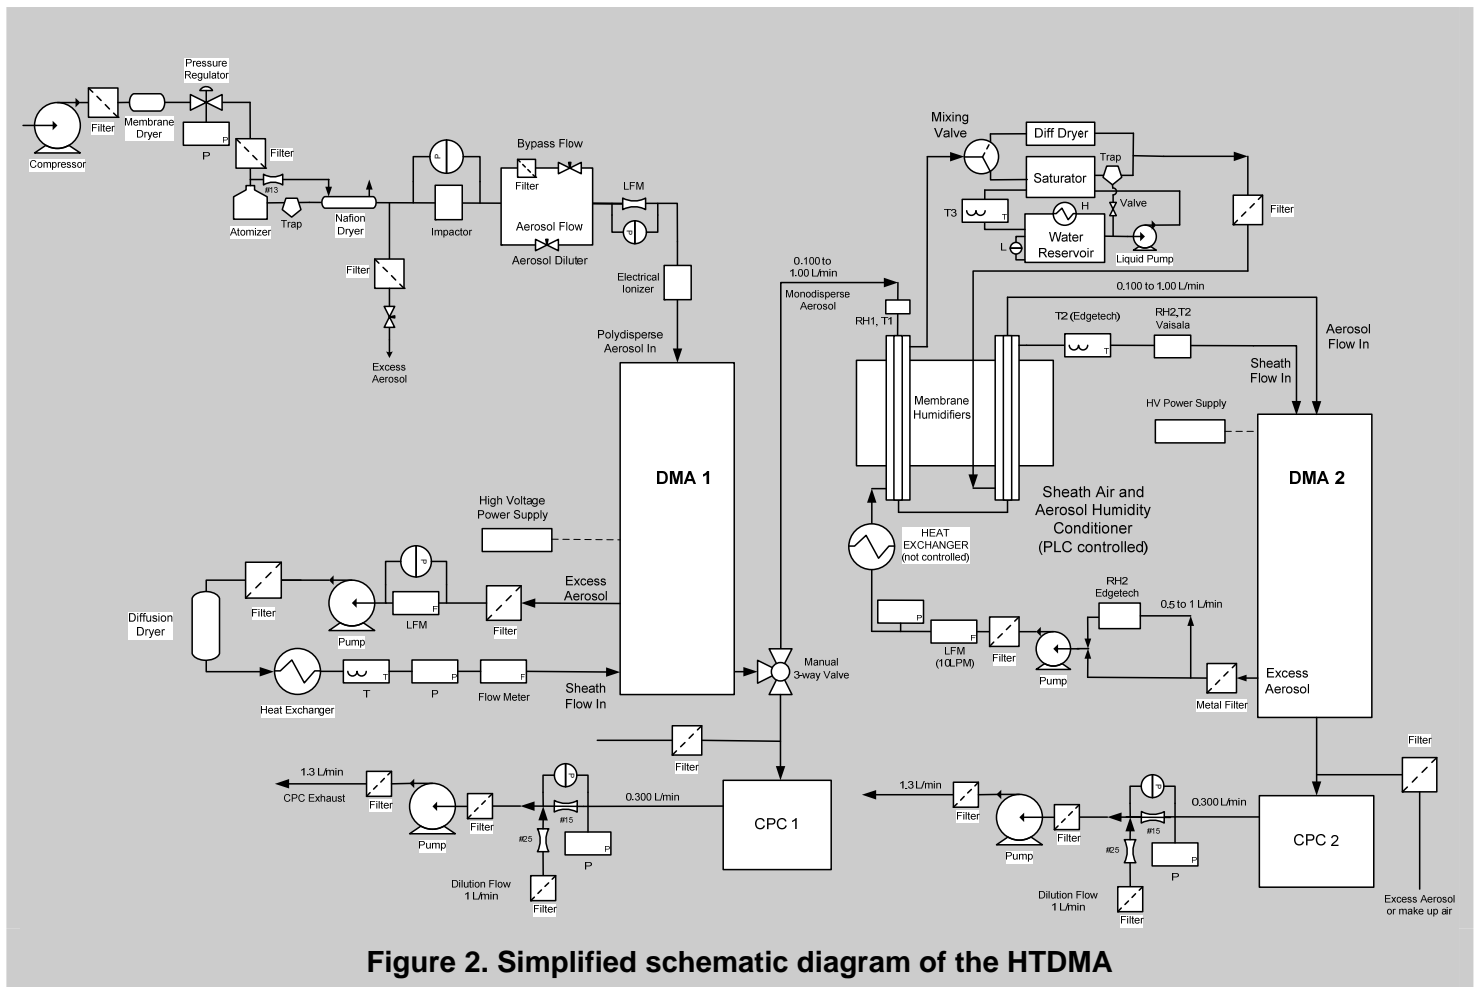 Pressure
Regulator
Filter
Membrane
Dryer
P
P
Compressor
Filter
#13
Atomizer
Trap
Nafion
Dryer
P
Impactor
Bypass Flow
Filter
Aerosol Flow
Aerosol Diluter
LFM
P
Filter
Excess
Aerosol
Electrical
Ionizer
Polydisperse
Aerosol In
DMA 1
High Voltage
Power Supply
Excess
Aerosol
Filter
P
F
LFM
Pump
Filter
Diffusion
Dryer
Heat Exchanger
T
T
P
P
F
Flow Meter
Sheath
Flow In
Manual
3-way Valve
Filter
CPC 1
0.300 L/min
P
#15
P
P
#25
Dilution Flow
1 L/min
Filter
Filter
Pump
Filter
1.3 L/min
CPC Exhaust
0.100 to
1.00 L/min
Monodisperse
Aerosol
RH1, T1
Mixing
Valve
Diff Dryer
Saturator
Trap
T3
T
H
Valve
L
Water
Reservoir
Liquid Pump
Filter
0.100 to 1.00 L/min
T2 (Edgetech)
T
RH2,T2
Vaisala
Aerosol
Flow In
Sheath
Flow In
HV Power Supply
DMA 2
Membrane
Humidifiers
Sheath Air and
Aerosol Humidity
Conditioner
(PLC controlled)
HEAT
EXCHANGER
(not controlled)
P
F
LFM
(10LPM)
Filter
Pump
RH2
Edgetech
0.5 to 1 L/min
Metal Filter
Excess
Aerosol
Filter
Excess Aerosol
or make up air
CPC 2
0.300 L/min
P
#15
P
P
#25
Dilution Flow
1 L/min
Filter
Filter
Pump
Filter
1.3 L/min
Figure 2. Simplified schematic diagram of the HTDMA